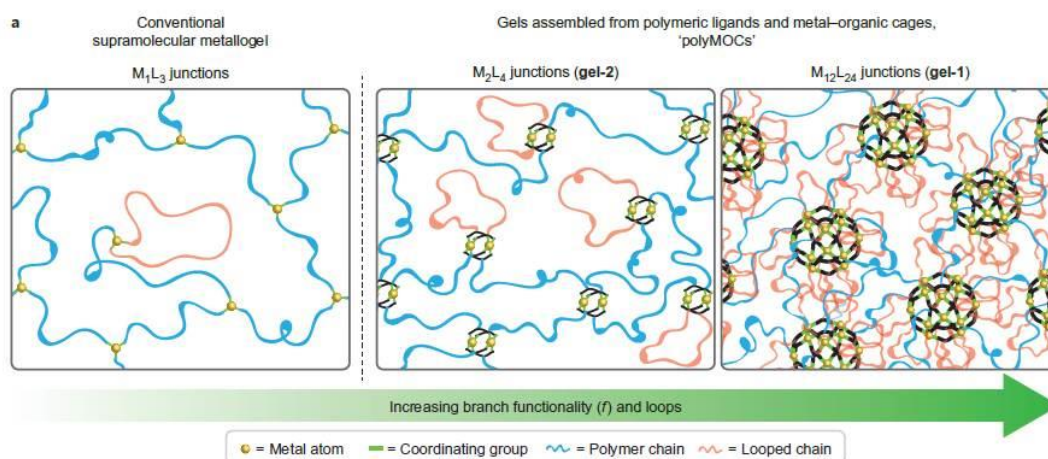 a
Conventional
supramolecular metallogel
Gels assembled from polymeric ligands and metal–organic cages,
‘polyMOCs’
M₁L₃ junctions
M₂L₄ junctions (gel-2)
M₁₂L₂₄ junctions (gel-1)
Increasing branch functionality (f) and loops
= Metal atom = Coordinating group = Polymer chain = Looped chain